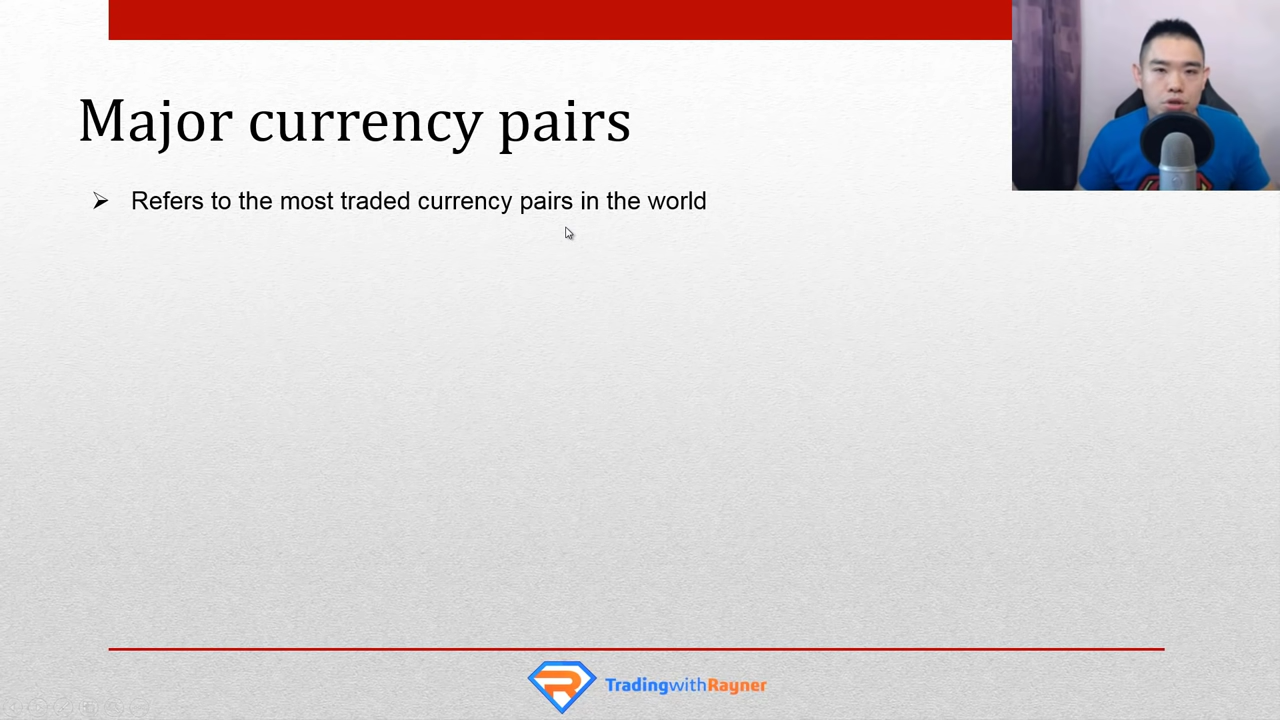 Major currency pairs
Refers to the most traded currency pairs in the world
TradingwithRayner